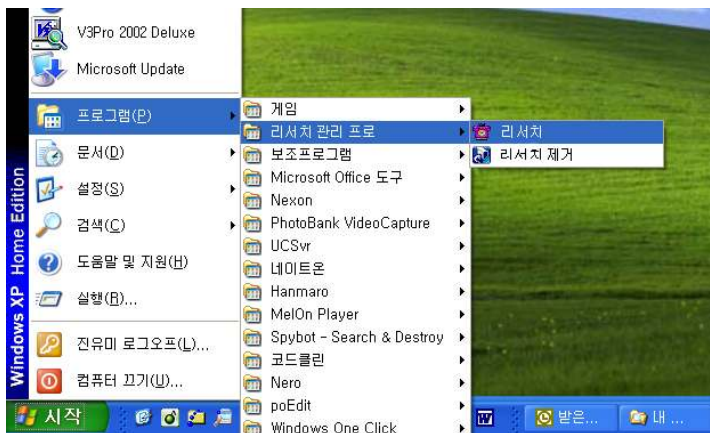 V3Pro 2002 Deluxe
Microsoft Update
프로그램(P)
문서(D)
설정(S)
검색(C)
도움말 및 지원(H)
실행(R)...
진유미 로그오프(L)...
컴퓨터 끄기(U)...
Windows XP Home Edition
게임
리서치 관리 프로
보조프로그램
Microsoft Office 도구
Nexon
PhotoBank VideoCapture
UCSvr
네이트온
Hanmaro
MelOn Player
Spybot - Search & Destroy
코드클린
Nero
poEdit
Windows One Click
리서치
리서치 제거
시작
받은...
내 ...